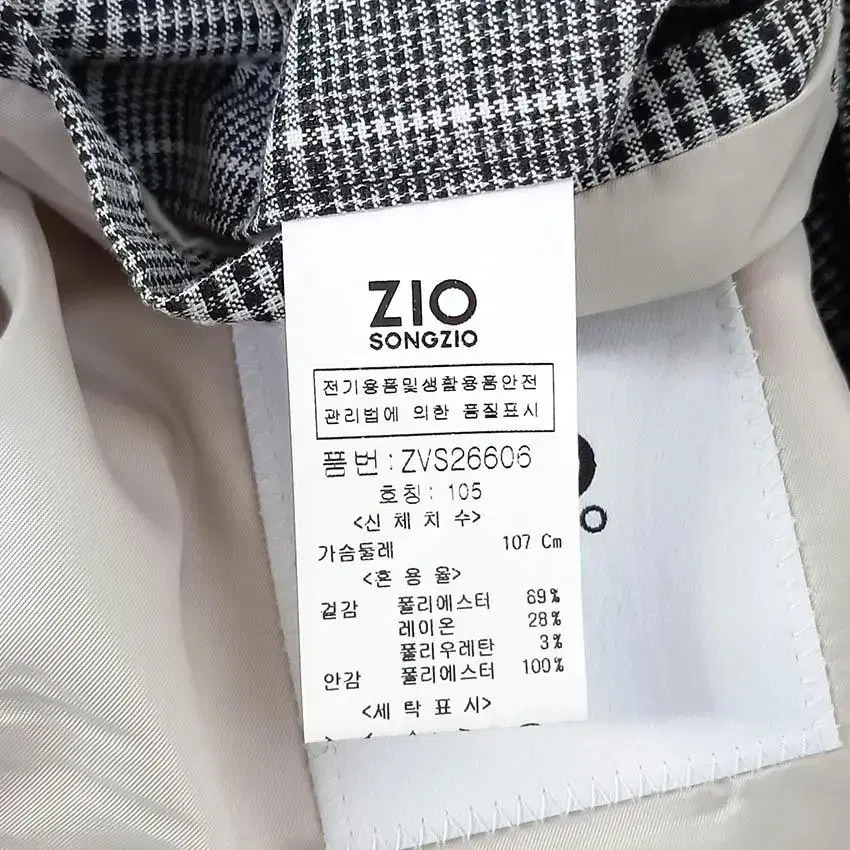 ZIO
SONGZIO
전기용품및생활용품안전
관리법에 의한 품질표시
품번:ZVS26606
호칭: 105
<신체치수>
가슴둘레 107 Cm
<혼용율>
겉감 폴리에스터 69%
레이온 28%
폴리우레탄 3%
안감 폴리에스터 100%
<세탁표시>